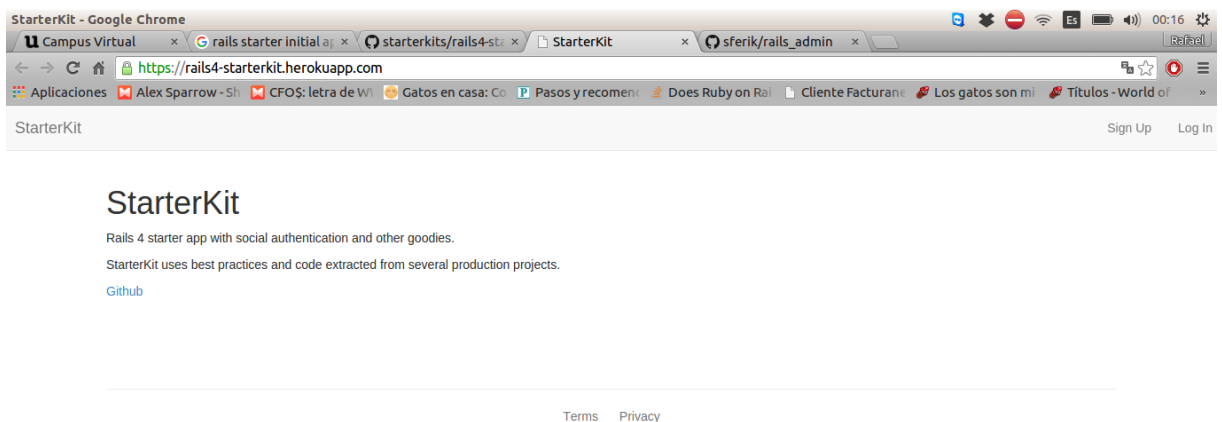 StarterKit - Google Chrome
Es 00:16
Campus Virtual
rails starter initial ap
starterkits/rails4-sta
StarterKit
sferik/rails_admin
Rafael
https://rails4-starterkit.herokuapp.com
Aplicaciones
Alex Sparrow - Sh
CFO$: letra de W
Gatos en casa: Co
Pasos y recomend
Does Ruby on Rai
Cliente Facturane
Los gatos son mi
Títulos - World of
»
StarterKit
Sign Up Log In
StarterKit
Rails 4 starter app with social authentication and other goodies.
StarterKit uses best practices and code extracted from several production projects.
Github
Terms Privacy